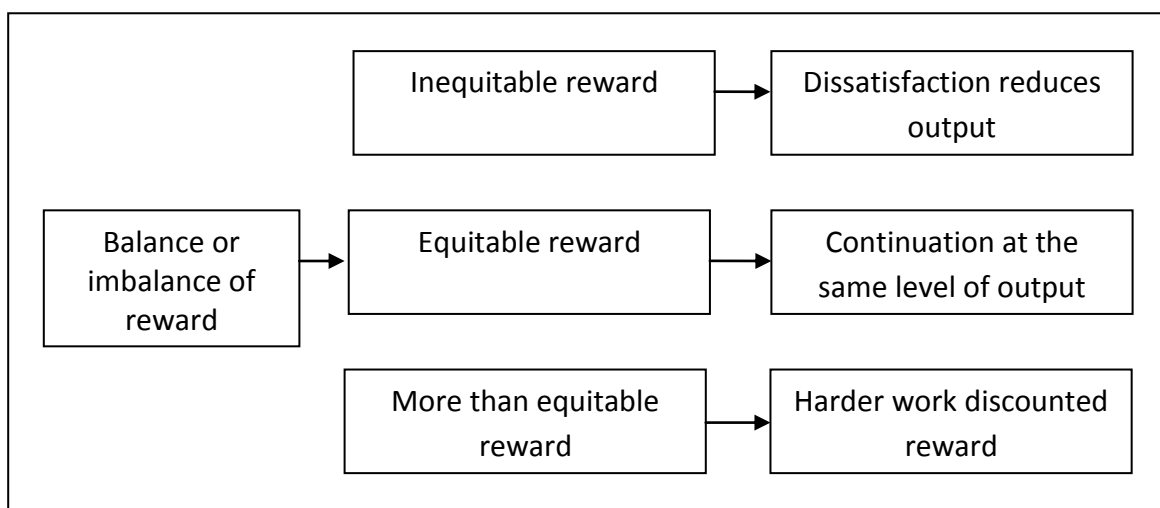 Inequitable reward
Dissatisfaction reduces
output
Balance or
imbalance of
reward
Equitable reward
Continuation at the
same level of output
More than equitable
reward
Harder work discounted
reward